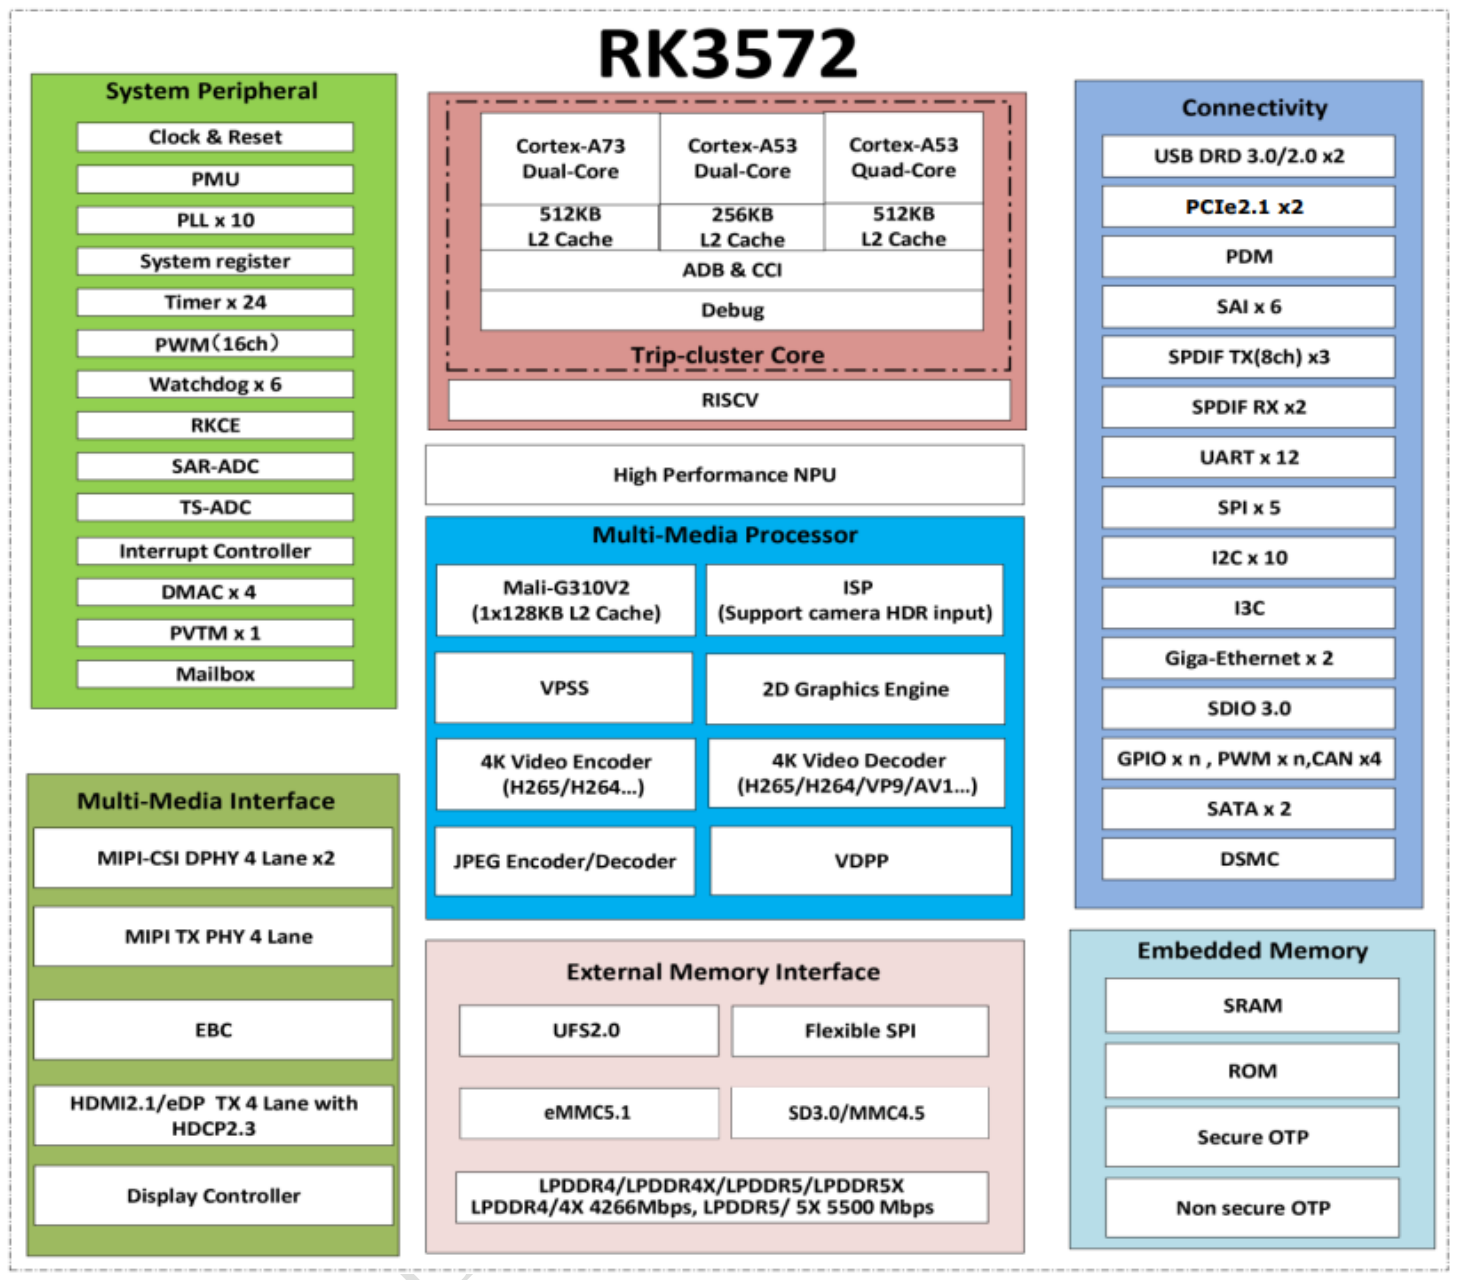 RK3572
System Peripheral
Clock & Reset
PMU
PLL x 10
System register
Timer x 24
PWM（16ch）
Watchdog x 6
RKCE
SAR-ADC
TS-ADC
Interrupt Controller
DMAC x 4
PVTM x 1
Mailbox
Multi-Media Interface
MIPI-CSI DPHY 4 Lane x2
MIPI TX PHY 4 Lane
EBC
HDMI2.1/eDP TX 4 Lane with
HDCP2.3
Display Controller
Cortex-A73
Dual-Core
Cortex-A53
Dual-Core
Cortex-A53
Quad-Core
512KB
L2 Cache
256KB
L2 Cache
512KB
L2 Cache
ADB & CCI
Debug
Trip-cluster Core
RISCV
High Performance NPU
Multi-Media Processor
Mali-G310V2
(1x128KB L2 Cache)
ISP
(Support camera HDR input)
VPSS
2D Graphics Engine
4K Video Encoder
(H265/H264...)
4K Video Decoder
(H265/H264/VP9/AV1...)
JPEG Encoder/Decoder
VDPP
External Memory Interface
UFS2.0
Flexible SPI
eMMC5.1
SD3.0/MMC4.5
LPDDR4/LPDDR4X/LPDDR5/LPDDR5X
LPDDR4/4X 4266Mbps, LPDDR5/ 5X 5500 Mbps
Connectivity
USB DRD 3.0/2.0 x2
PCIe2.1 x2
PDM
SAI x 6
SPDIF TX(8ch) x3
SPDIF RX x2
UART x 12
SPI x 5
I2C x 10
I3C
Giga-Ethernet x 2
SDIO 3.0
GPIO x n , PWM x n,CAN x4
SATA x 2
DSMC
Embedded Memory
SRAM
ROM
Secure OTP
Non secure OTP